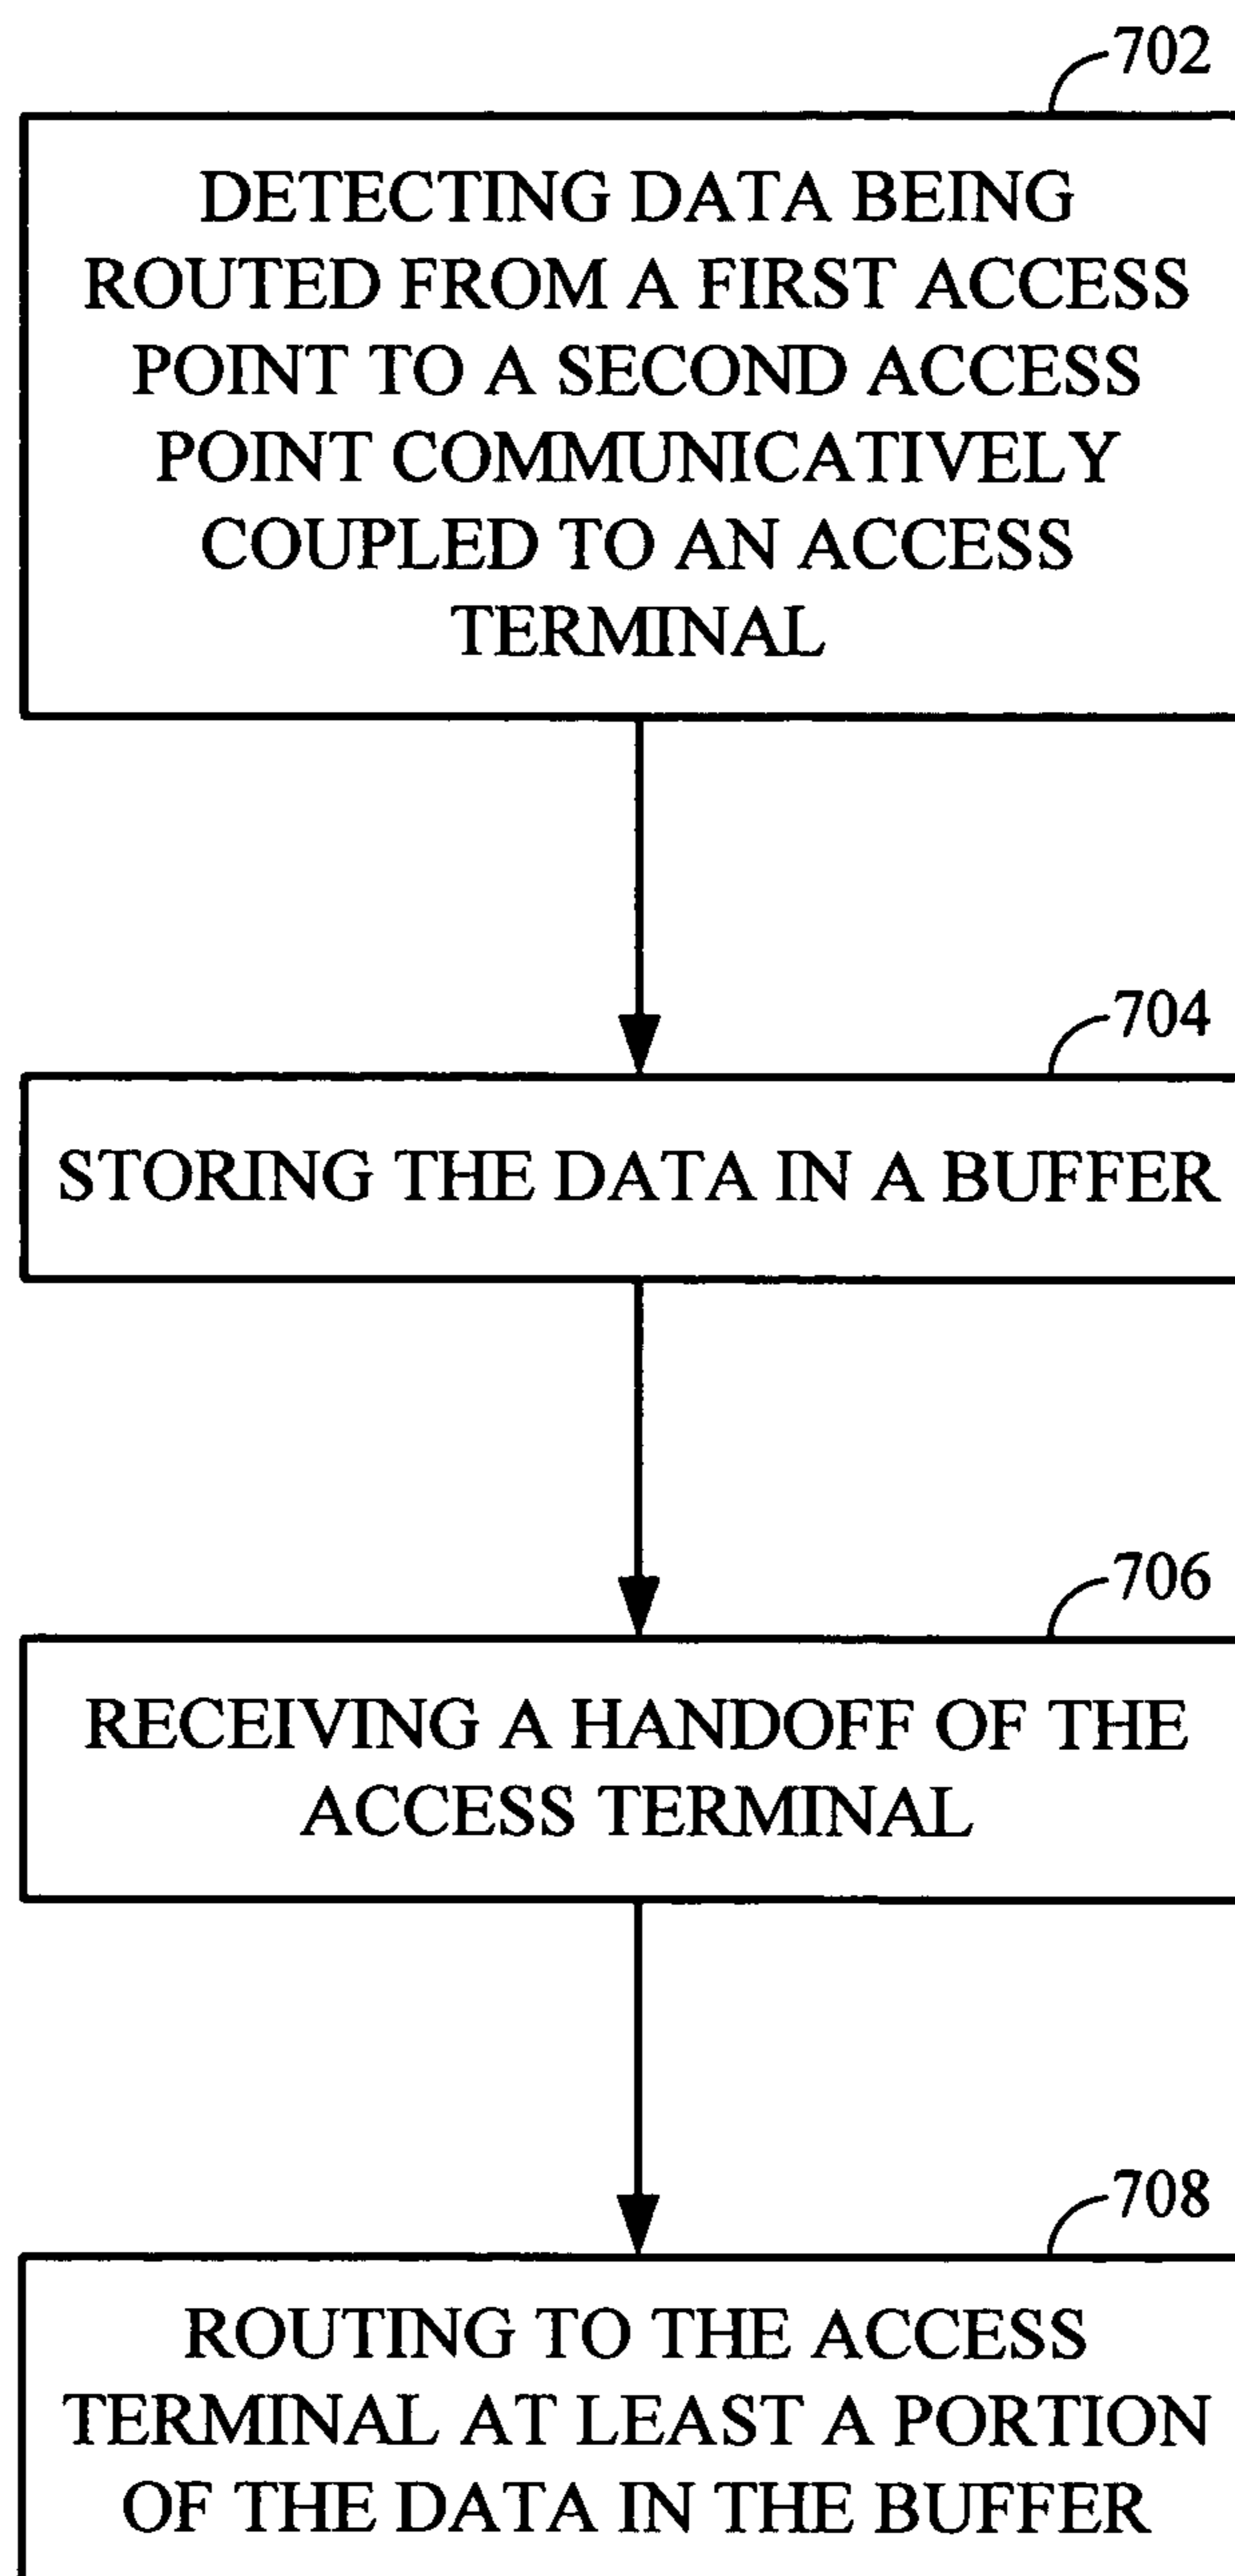 702
DETECTING DATA BEING
ROUTED FROM A FIRST ACCESS
POINT TO A SECOND ACCESS
POINT COMMUNICATIVELY
COUPLED TO AN ACCESS
TERMINAL
704
STORING THE DATA IN A BUFFER
706
RECEIVING A HANDOFF OF THE
ACCESS TERMINAL
708
ROUTING TO THE ACCESS
TERMINAL AT LEAST A PORTION
OF THE DATA IN THE BUFFER